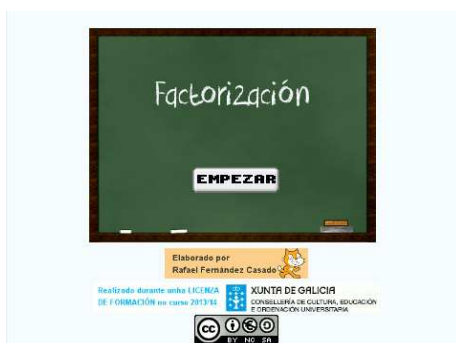 Factorización
EMPEZAR
Elaborado por
Rafael Fernández Casado
Realizado durante unha LICENZA
DE FORMACIÓN no curso 2013/14
XUNTA DE GALICIA
CONSELLERÍA DE CULTURA, EDUCACIÓN
E ORDENACIÓN UNIVERSITARIA
cc
BY NC SA